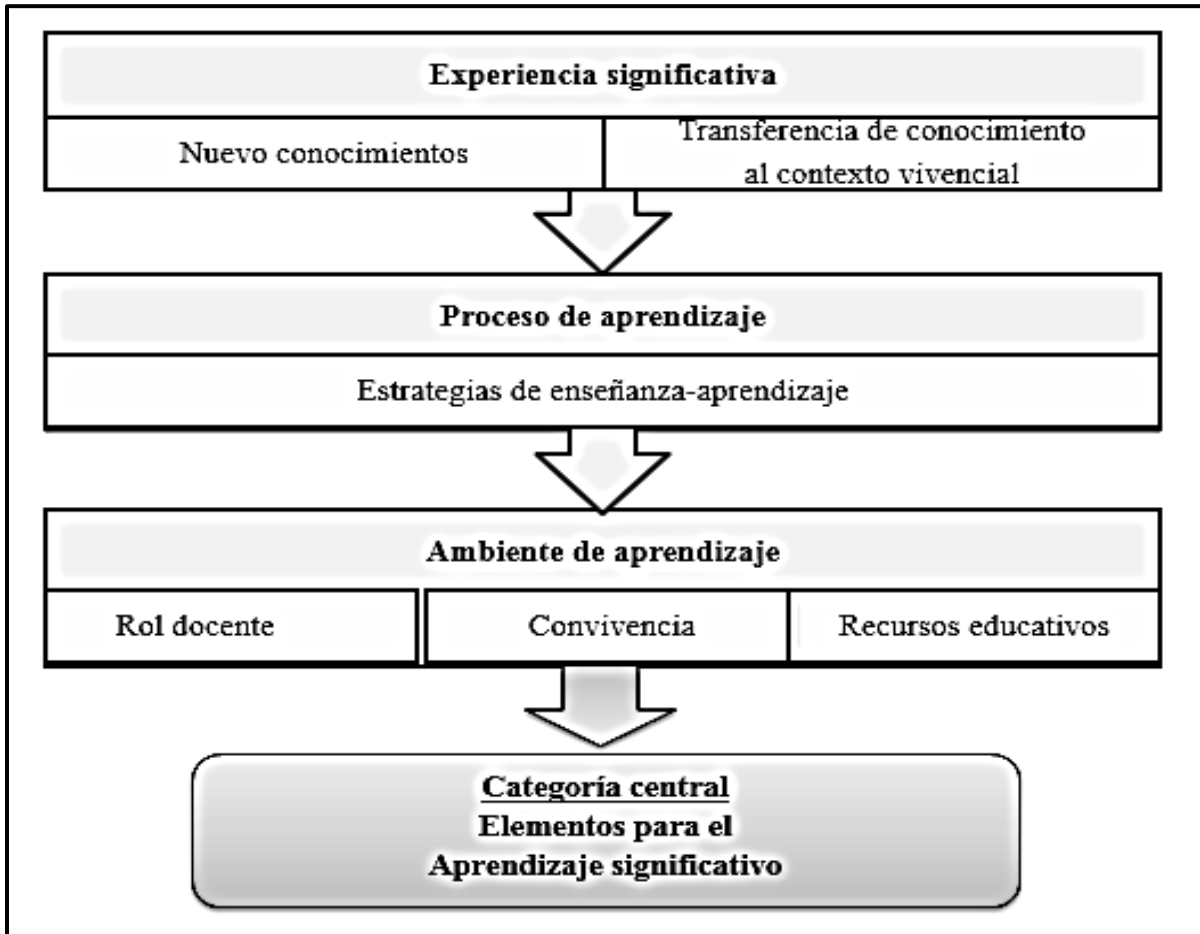 Experiencia significativa
Nuevo conocimientos
Transferencia de conocimiento
al contexto vivencial
Proceso de aprendizaje
Estrategias de enseñanza-aprendizaje
Ambiente de aprendizaje
Rol docente
Convivencia
Recursos educativos
Categoría central
Elementos para el
Aprendizaje significativo